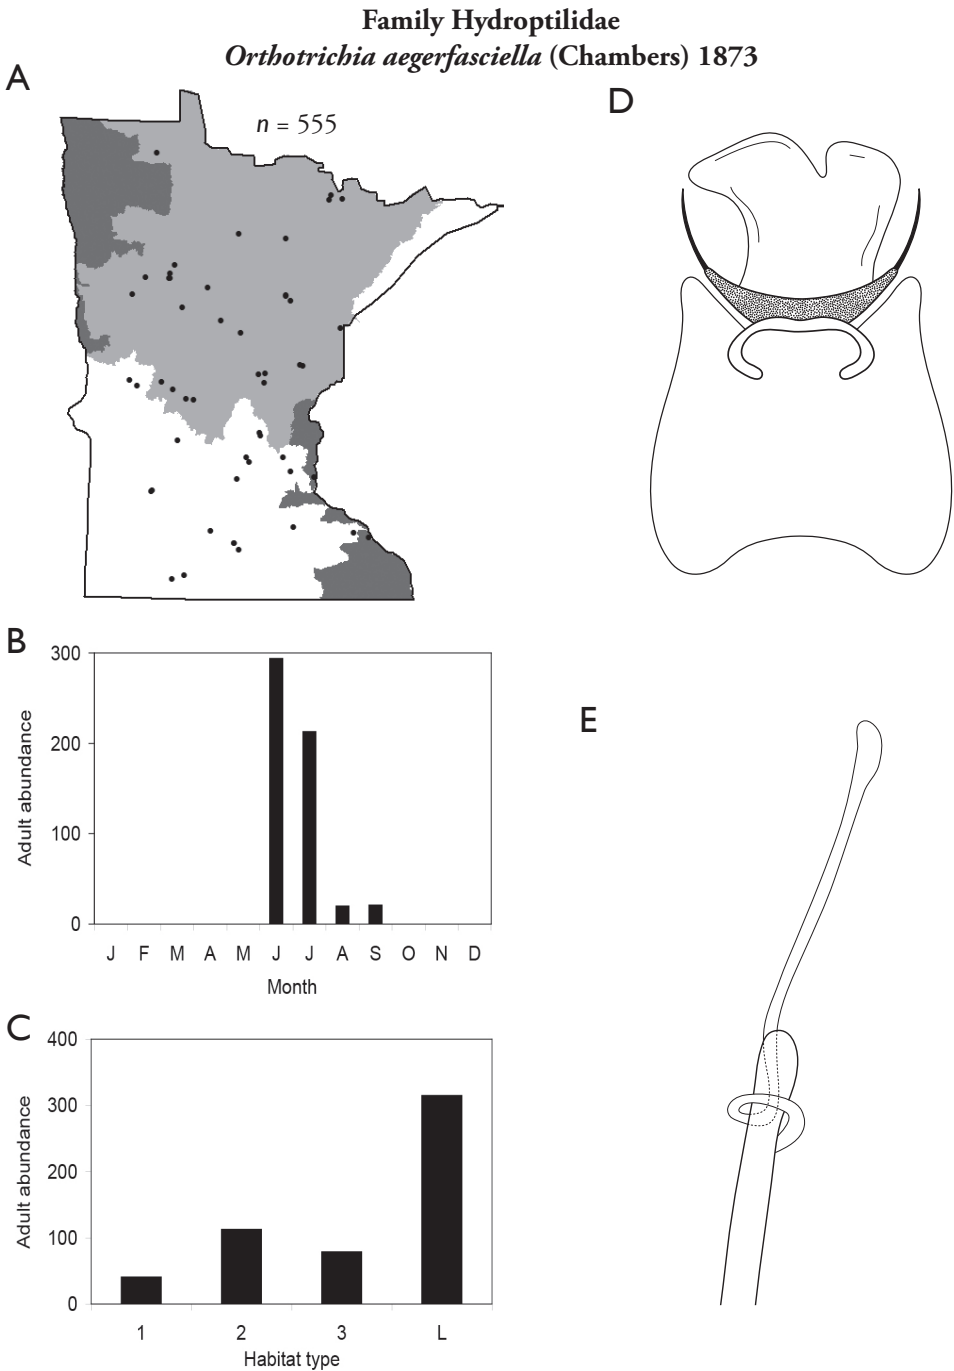 Family Hydroptilidae
Orthotrichia aegerfasciella (Chambers) 1873
A
n = 555
D
B
Adult abundance
300
200
100
0
J F M A M J J A S O N D
Month
E
C
Adult abundance
400
300
200
100
0
1 2 3 L
Habitat type